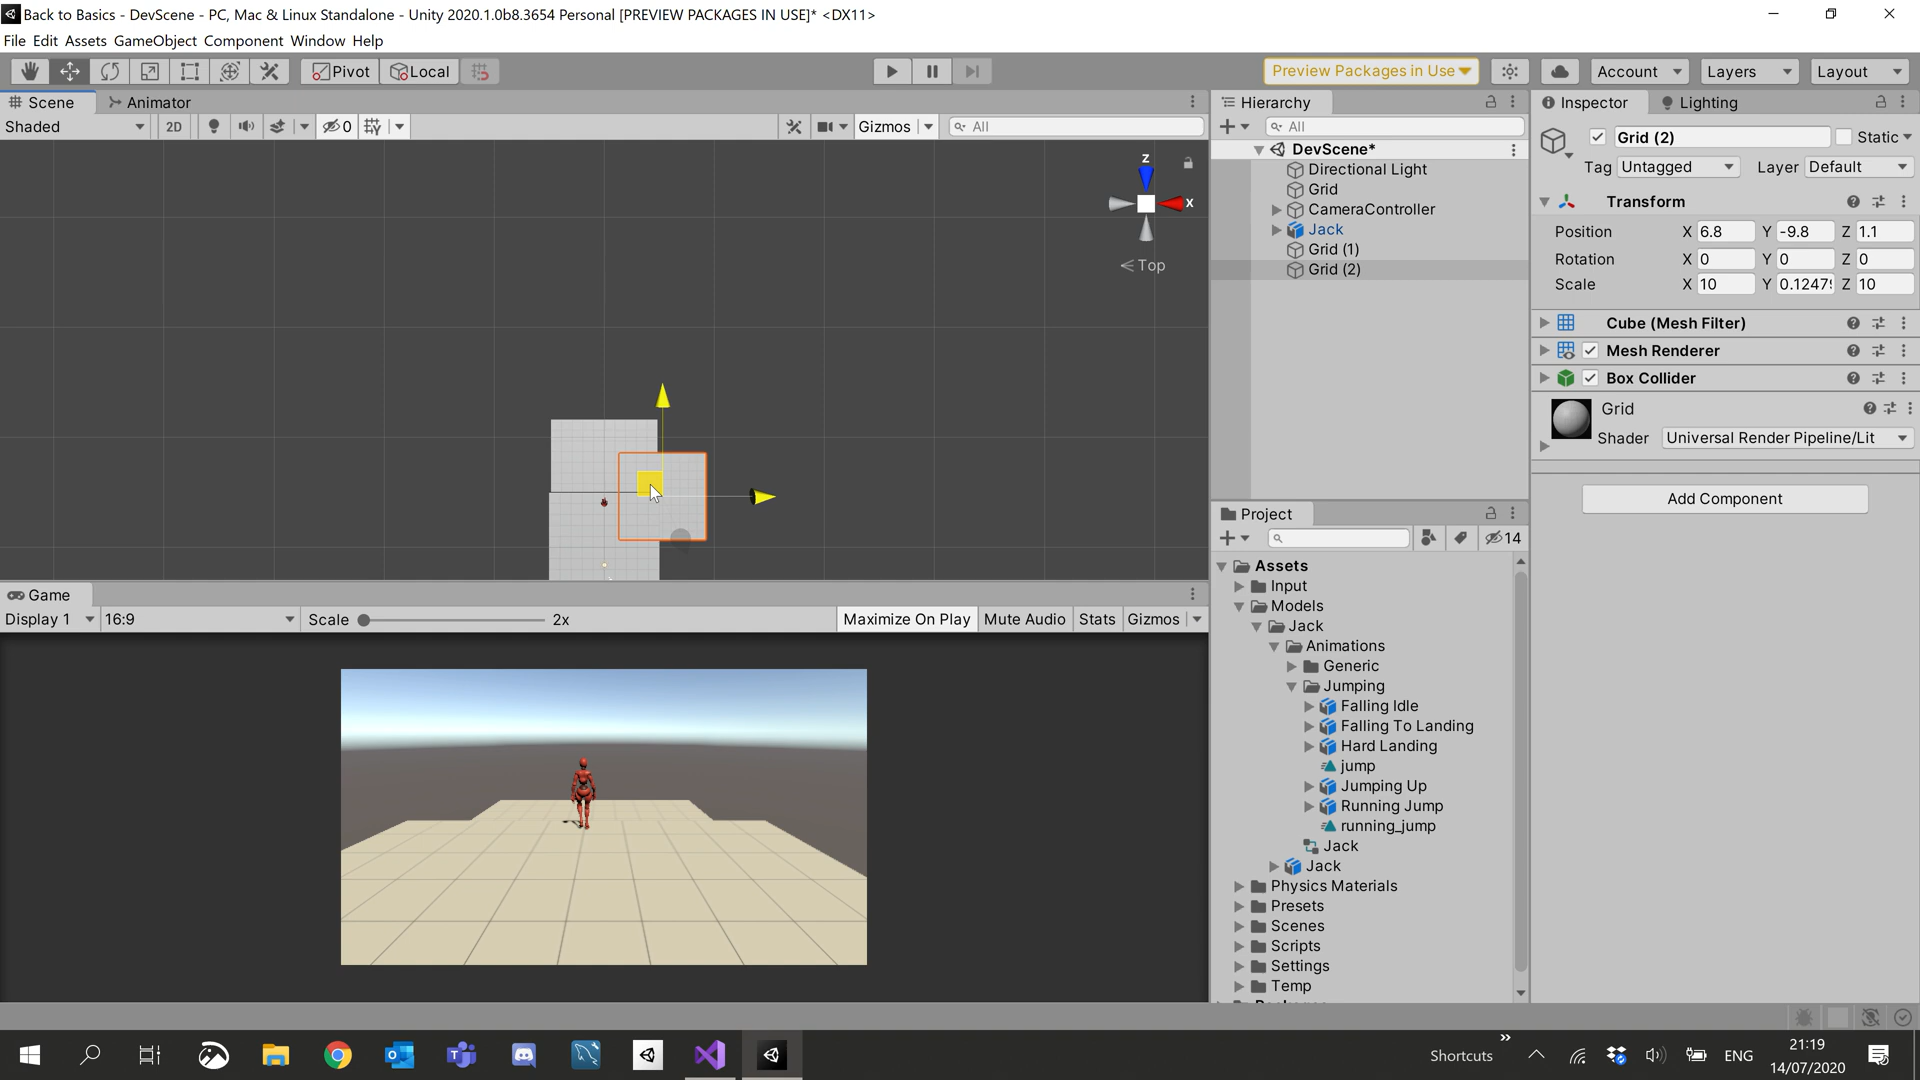 Back to Basics - DevScene - PC, Mac & Linux Standalone - Unity 2020.1.0b8.3654 Personal [PREVIEW PACKAGES IN USE]* <DX11>
File Edit Assets GameObject Component Window Help
Pivot Local Preview Packages in Use Account Layers Layout
Scene Animator
Shaded 2D 0 Gizmos All
z
x
Top
Game
Display 1 16:9 Scale 2x Maximize On Play Mute Audio Stats Gizmos
Hierarchy
All
DevScene*
Directional Light
Grid
CameraController
Jack
Grid (1)
Grid (2)
Project
14
Assets
Input
Models
Jack
Animations
Generic
Jumping
Falling Idle
Falling To Landing
Hard Landing
jump
Jumping Up
Running Jump
running_jump
Jack
Jack
Physics Materials
Presets
Scenes
Scripts
Settings
Temp
Inspector Lighting
Grid (2) Static
Tag Untagged Layer Default
Transform
Position X 6.8 Y -9.8 Z 1.1
Rotation X 0 Y 0 Z 0
Scale X 10 Y 0.1247 Z 10
Cube (Mesh Filter)
Mesh Renderer
Box Collider
Grid
Shader Universal Render Pipeline/Lit
Add Component
Shortcuts ENG
21:19
14/07/2020